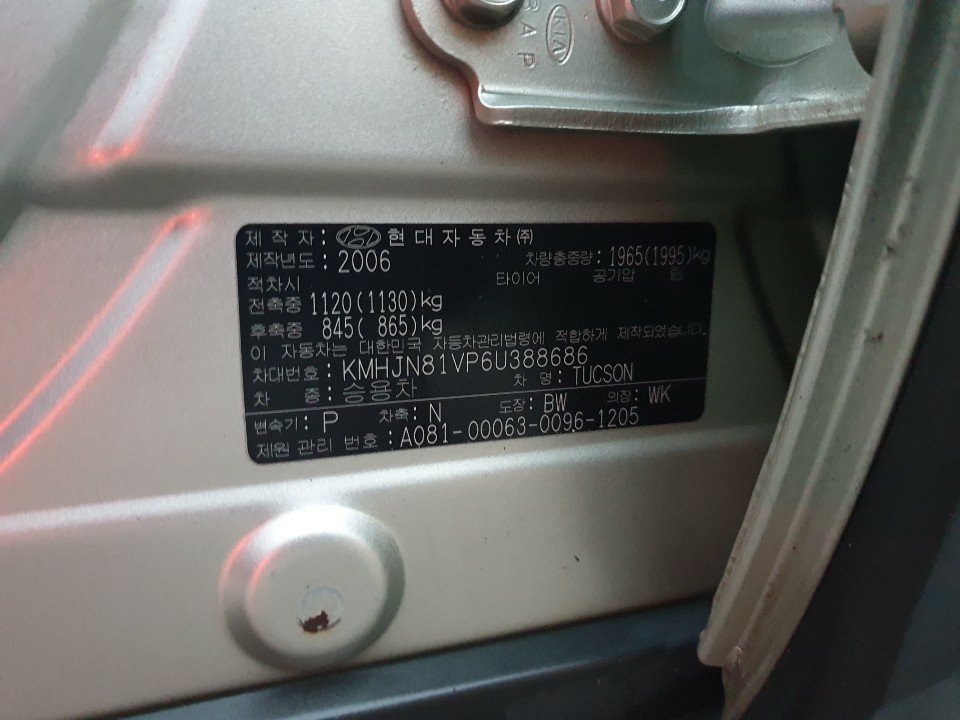 KIA
BAP
제 작 자 : 현대자동차(주)
제작년도 : 2006 차량총중량 : 1965(1995)kg
적차시 타이어 공기압 림
전축중 1120(1130)kg
후축중 845( 865)kg
이 자동차는 대한민국 자동차관리법령에 적합하게 제작되었습니다.
차대번호 : KMHJN81VP6U388686
차 종 : 승용차 차 명 : TUCSON
변속기 : P 차축 : N 도장 : BW 의장 : WK
제원 관리 번호 : A081-00063-0096-1205